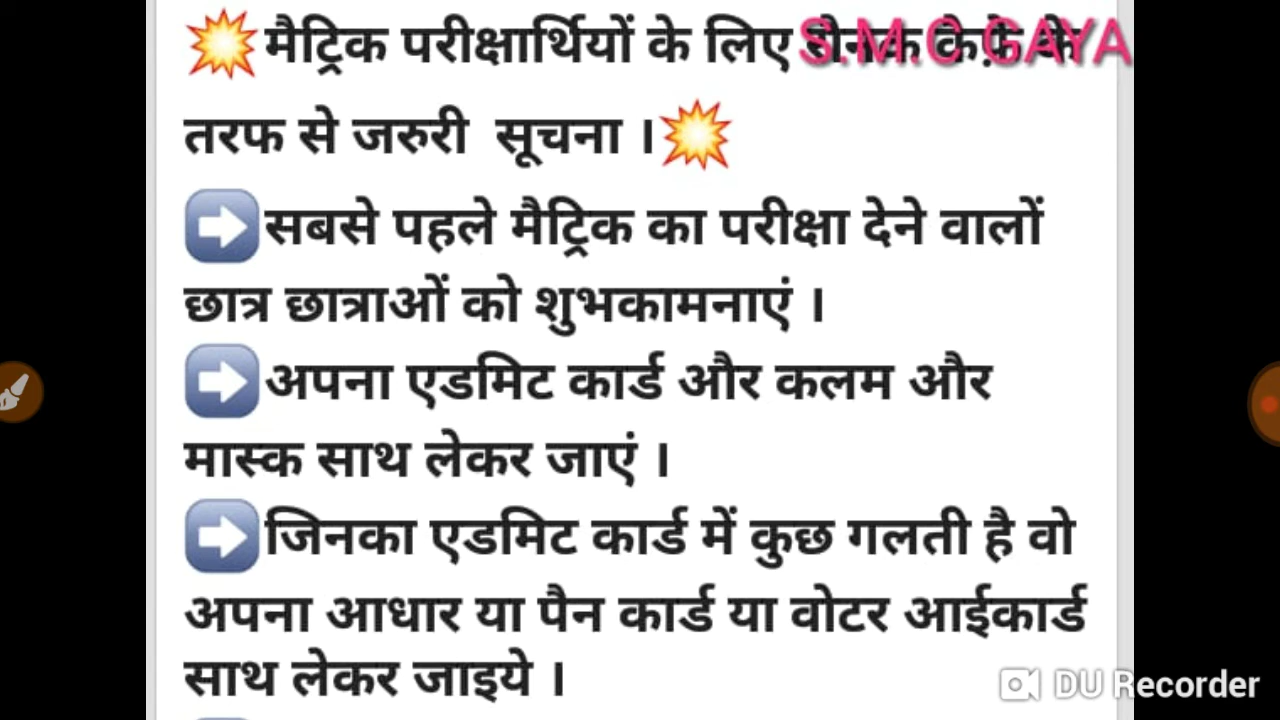 💥मैट्रिक परीक्षार्थियों के लिए रौनक कैफ़े के
S.M.C GAYA
तरफ से जरुरी सूचना ।💥
➡️सबसे पहले मैट्रिक का परीक्षा देने वालों
छात्र छात्राओं को शुभकामनाएं ।
➡️अपना एडमिट कार्ड और कलम और
मास्क साथ लेकर जाएं ।
➡️जिनका एडमिट कार्ड में कुछ गलती है वो
अपना आधार या पैन कार्ड या वोटर आईकार्ड
साथ लेकर जाइये ।
DU Recorder